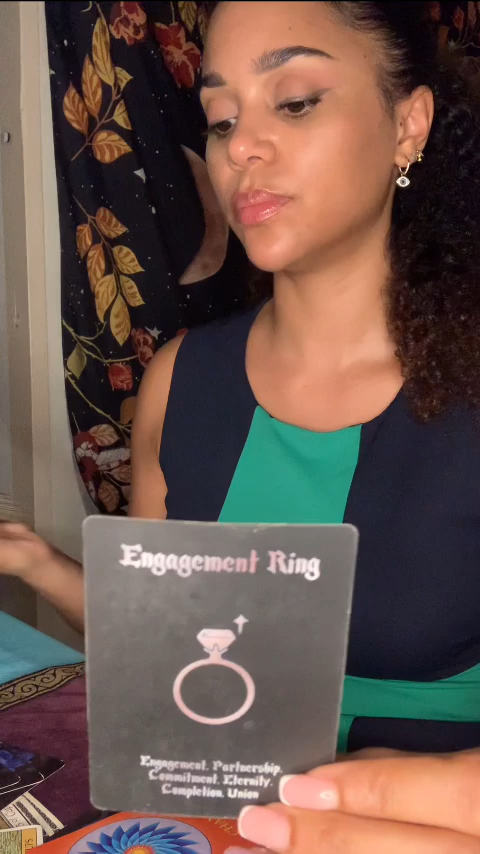 Engagement Ring
Engagement. Partnership.
Commitment. Eternity.
Completion. Union